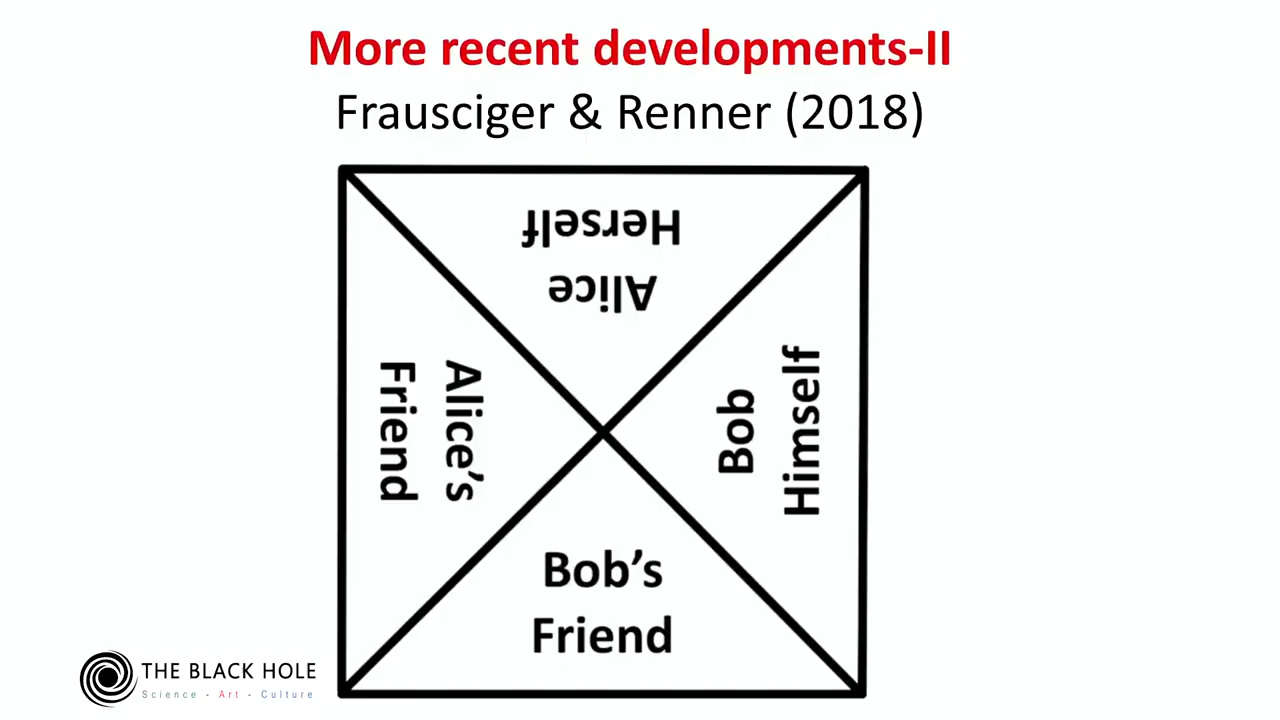 More recent developments-II
Frausciger & Renner (2018)
Alice
Herself
Alice's
Friend
Bob
Himself
Bob's
Friend
THE BLACK HOLE
Science - Art - Culture